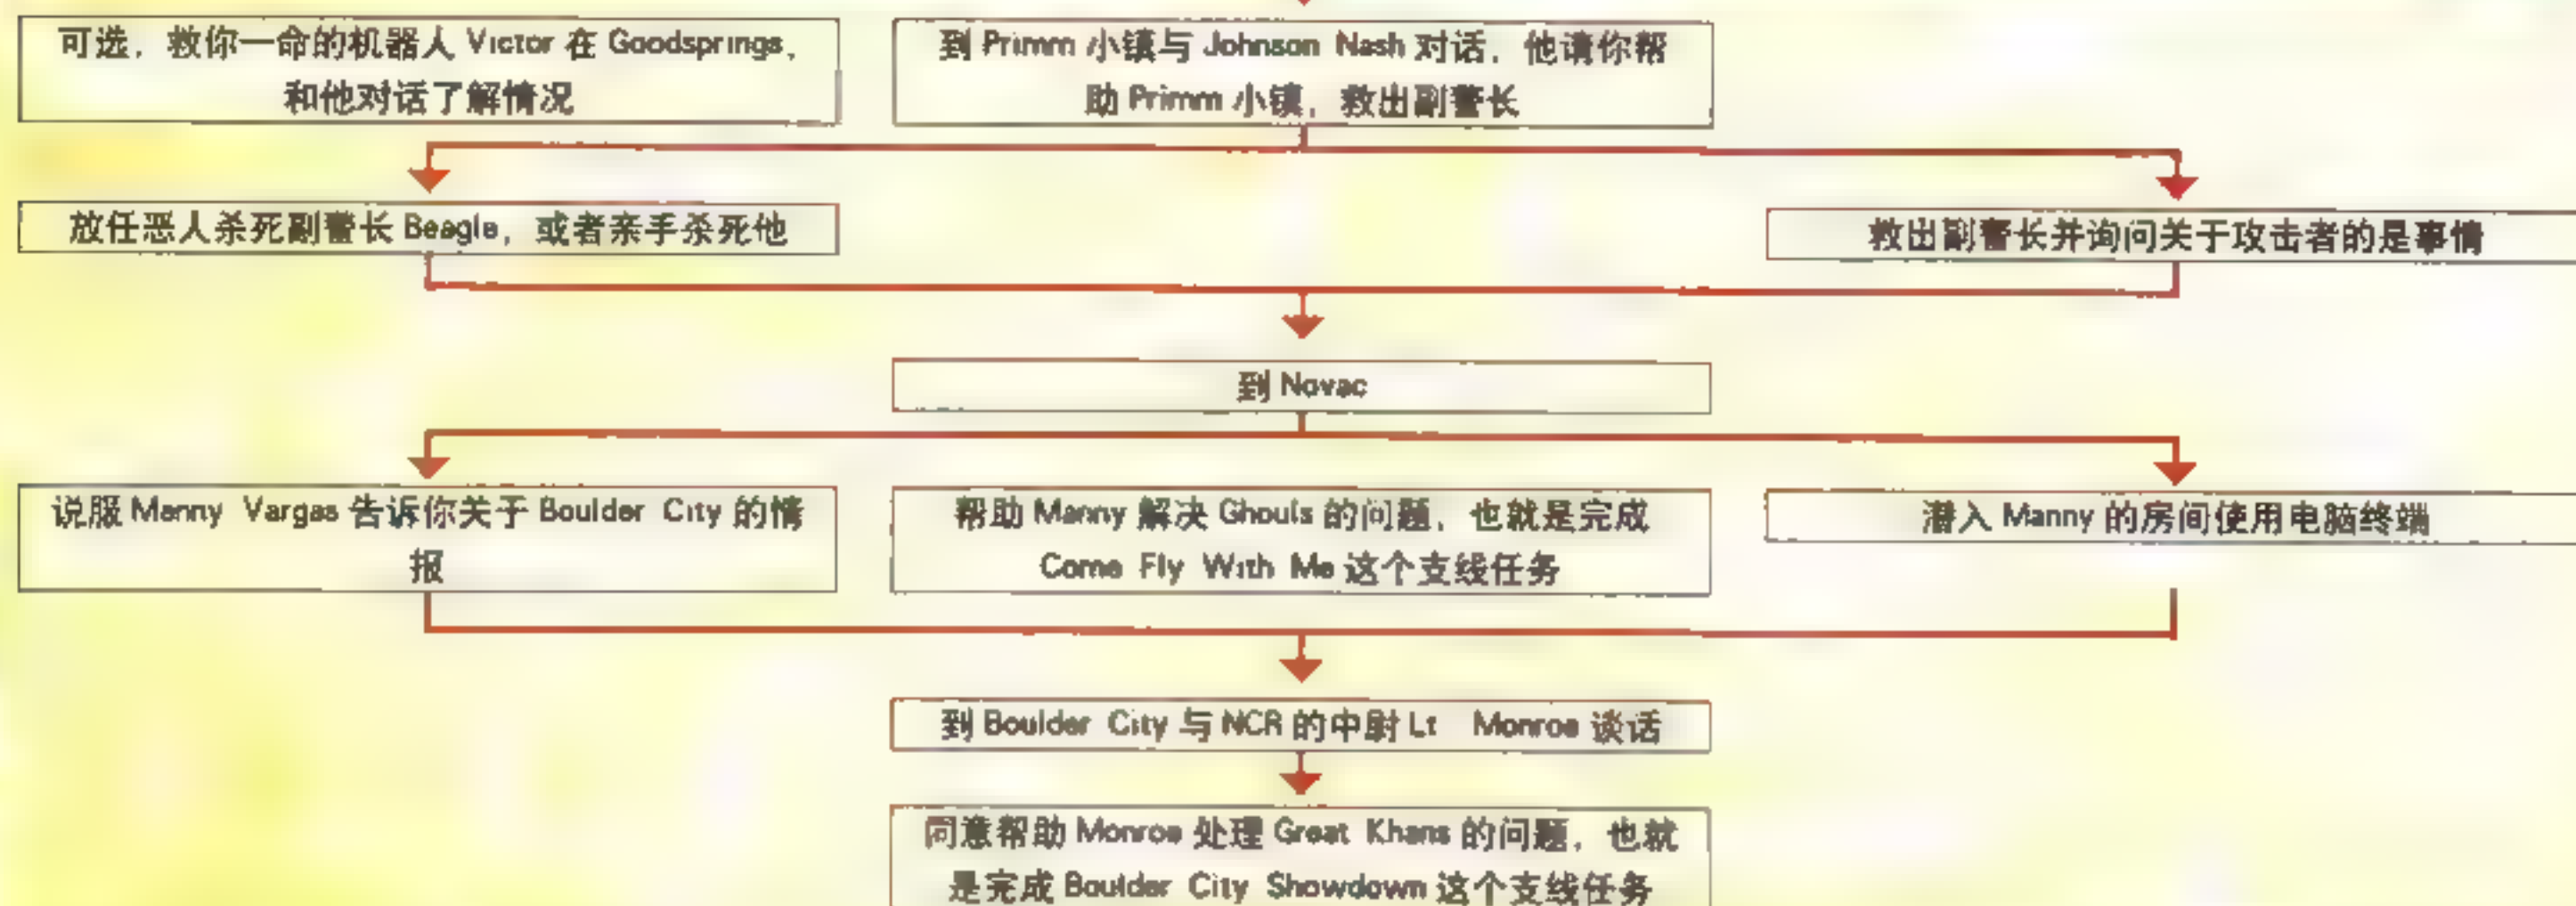 可选，救你一命的机器人 Victor 在 Goodsprings，
和他对话了解情况
到 Primm 小镇与 Johnson Nash 对话，他请你帮
助 Primm 小镇，救出副警长
放任恶人杀死副警长 Beagle，或者亲手杀死他
救出副警长并询问关于攻击者的是事情
到 Novac
说服 Manny Vargas 告诉你关于 Boulder City 的情
报
帮助 Manny 解决 Ghouls 的问题，也就是完成
Come Fly With Me 这个支线任务
潜入 Manny 的房间使用电脑终端
到 Boulder City 与 NCR 的中尉 Lt Monroe 谈话
同意帮助 Monroe 处理 Great Khans 的问题，也就
是完成 Boulder City Showdown 这个支线任务